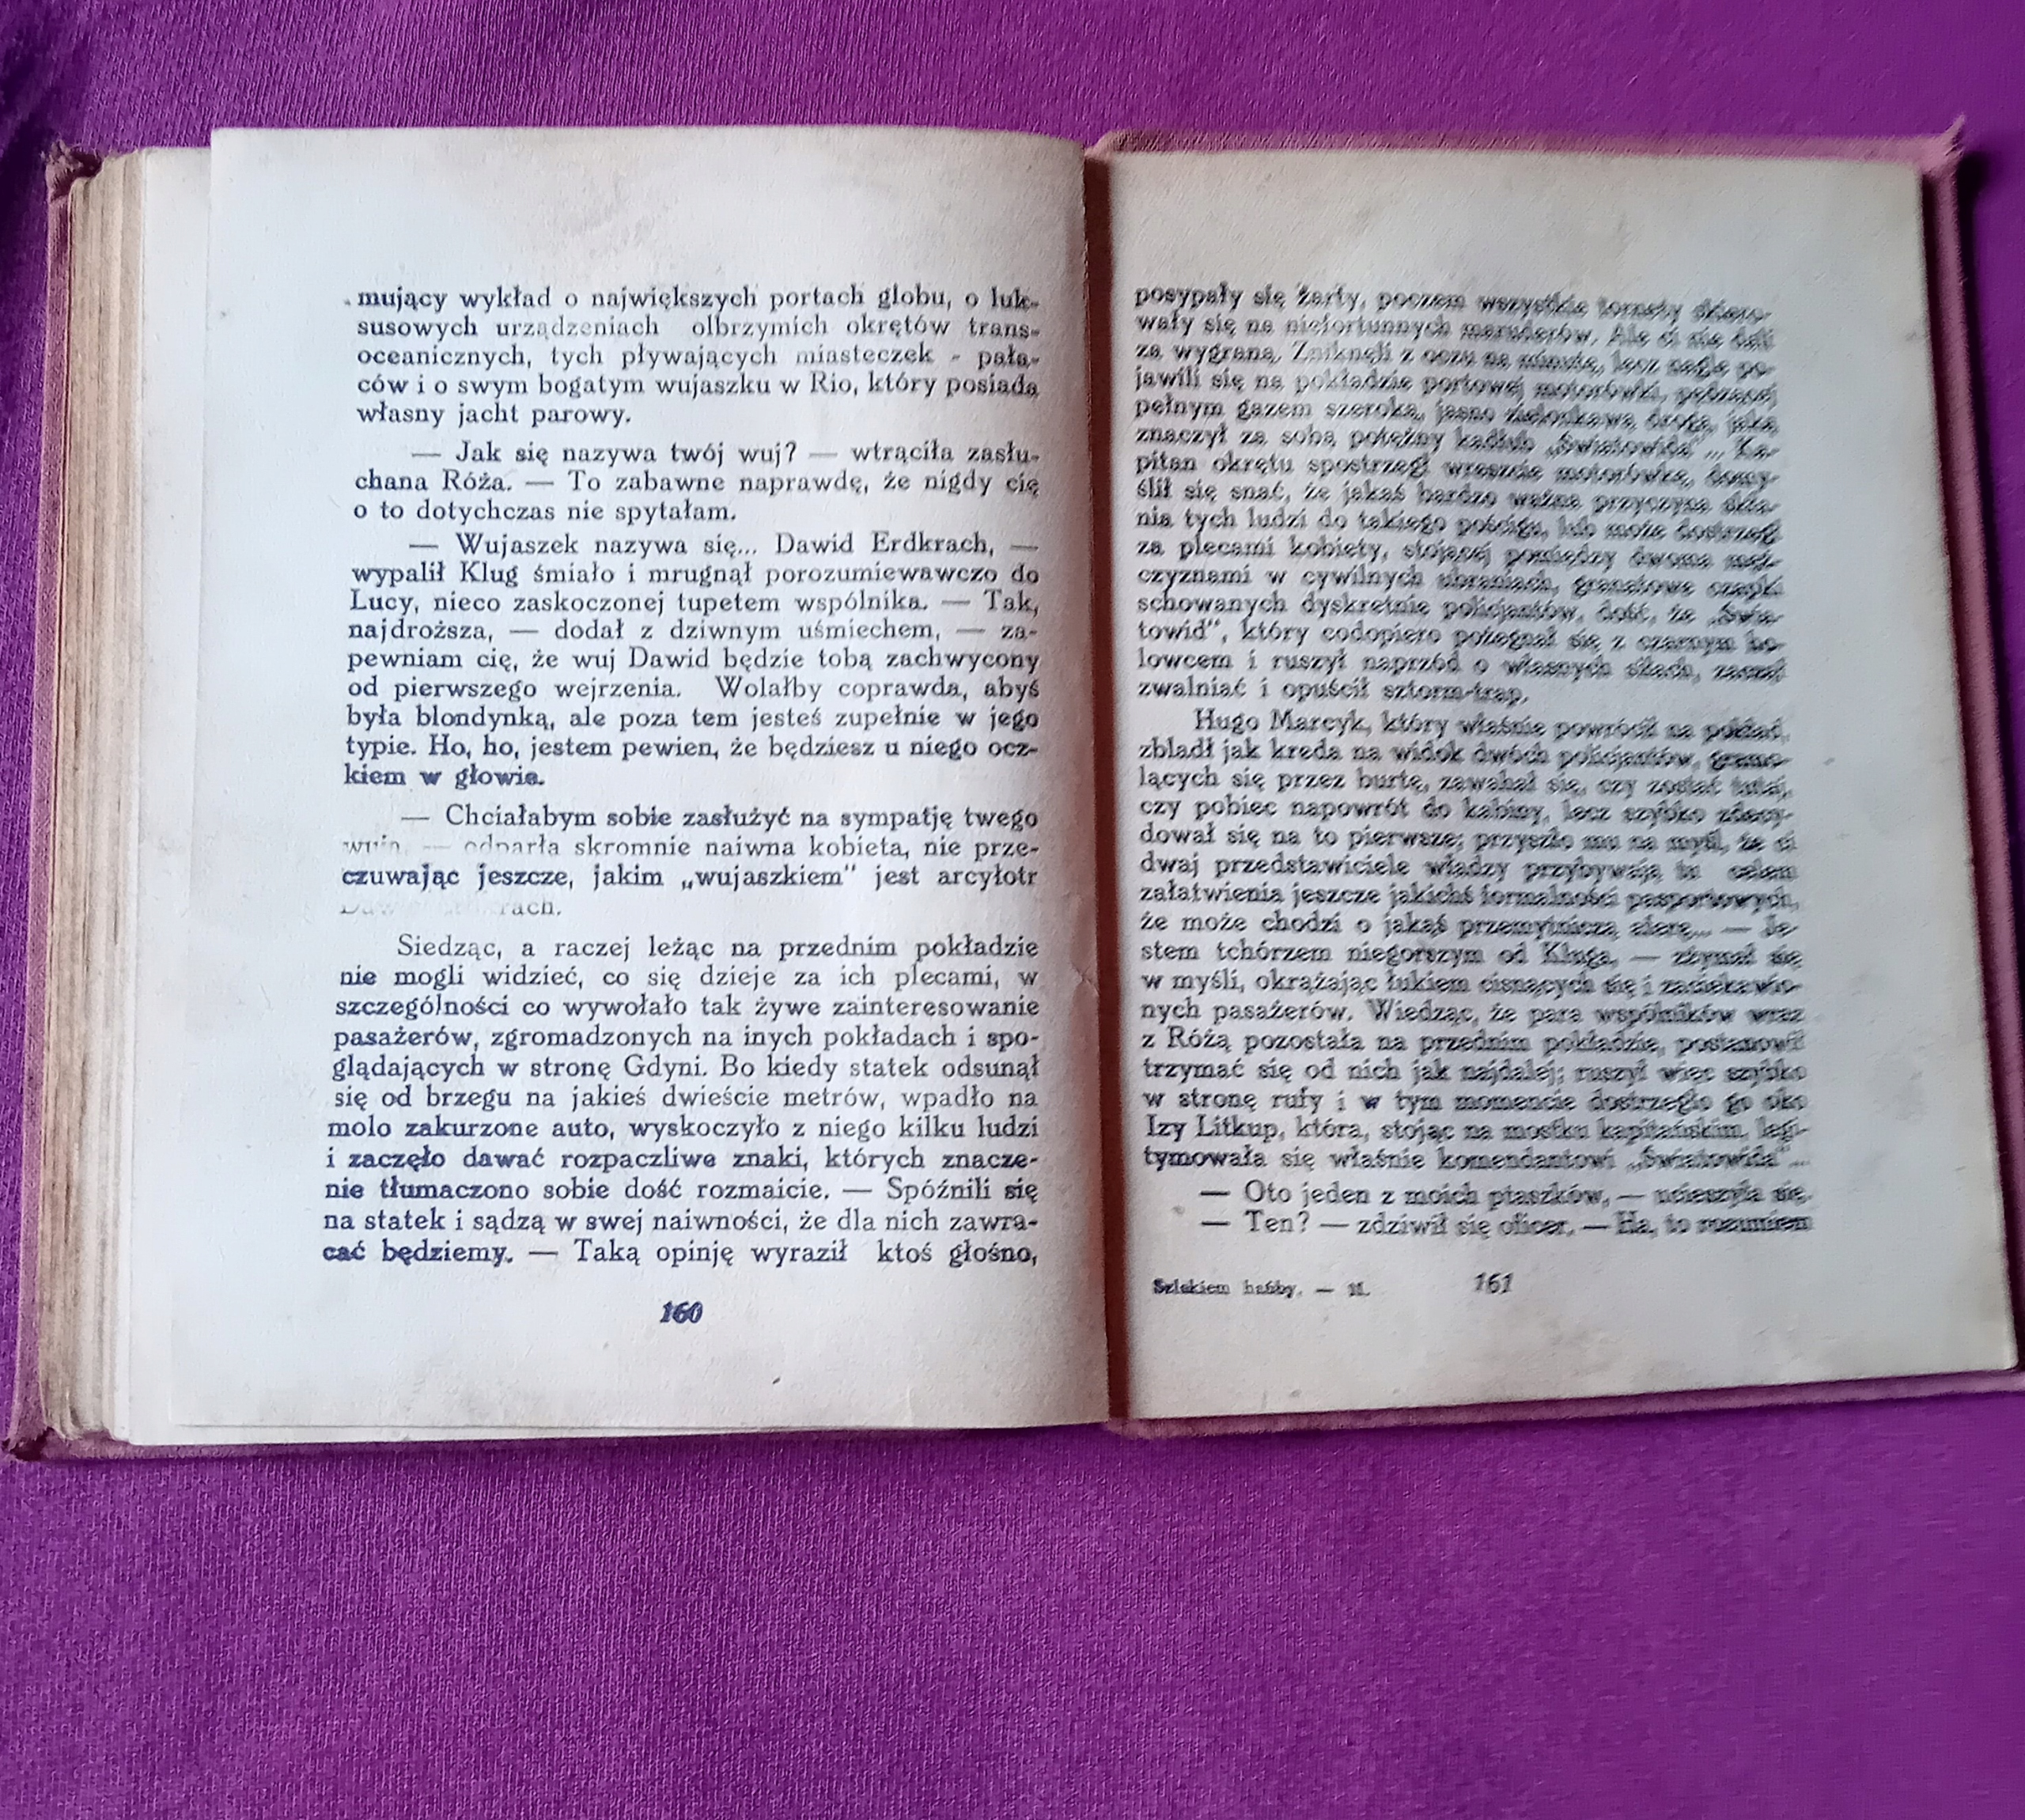 mujący wykład o największych portach globu, o luk-
susowych urządzeniach olbrzymich okrętów trans-
oceanicznych, tych pływających miasteczek - pała-
ców i o swym bogatym wujaszku w Rio, który posiada
własny jacht parowy.
— Jak się nazywa twój wuj? — wtrąciła zasłu-
chana Róża. — To zabawne naprawdę, że nigdy cię
o to dotychczas nie spytałam.
— Wujaszek nazywa się... Dawid Erdkrach, —
wypalił Klug śmiało i mrugnął porozumiewawczo do
Lucy, nieco zaskoczonej tupetem wspólnika. — Tak,
najdroższa, — dodał z dziwnym uśmiechem, — za-
pewniam cię, że wuj Dawid będzie tobą zachwycony
od pierwszego wejrzenia. Wolałby coprawda, abyś
była blondynką, ale poza tem jesteś zupełnie w jego
typie. Ho, ho, jestem pewien, że będziesz u niego ocz-
kiem w głowie.
— Chciałabym sobie zasłużyć na sympatję twego
— odparła skromnie naiwna kobieta, nie prze-
czuwając jeszcze, jakim „wujaszkiem" jest arcyłotr
Siedząc, a raczej leżąc na przednim pokładzie
nie mogli widzieć, co się dzieje za ich plecami, w
szczególności co wywołało tak żywe zainteresowanie
pasażerów, zgromadzonych na inych pokładach i spo-
glądających w stronę Gdyni. Bo kiedy statek odsunął
się od brzegu na jakieś dwieście metrów, wpadło na
molo zakurzone auto, wyskoczyło z niego kilku ludzi
i zaczęło dawać rozpaczliwe znaki, których znacze-
nie tłumaczono sobie dość rozmaicie. — Spóźnili się
na statek i sądzą w swej naiwności, że dla nich zawra-
cać będziemy. — Taką opinję wyraził ktoś głośno,
160
posypały się żarty, poczem wszystkie lornety
wały się na niefortunnych maruderów. Ale ci nie dali
za wygraną. Zniknęli z oczu na minutę, lecz nagle po-
jawili się na pokładzie portowej motorówki, pędzącej
pełnym gazem szeroką, jasno zielonkawą drogą, jaką
znaczył za sobą potężny kadłub „Światowida"... Ka-
pitan okrętu spostrzegł wreszcie motorówkę, domy-
ślił się snać, że jakaś bardzo ważna przyczyna skła-
nia tych ludzi do takiego pościgu, lub może dostrzegł
za plecami kobiety, stojącej pomiędzy dwoma męż-
czyznami w cywilnych ubraniach, granatowe czapki
schowanych dyskretnie policjantów, dość, że „Świa-
towid", który codopiero pożegnał się z czarnym ho-
lowcem i ruszył naprzód o własnych siłach, zaczął
zwalniać i opuścił sztorm-trap.
Hugo Marcyk, który właśnie powrócił na pokład,
zbladł jak kreda na widok dwóch policjantów, gramo-
lących się przez burtę, zawahał się, czy zostać tutaj,
czy pobiec napowrót do kabiny, lecz szybko zdecy-
dował się na to pierwsze; przyszło mu na myśl, że ci
dwaj przedstawiciele władzy przybywają tu celem
załatwienia jeszcze jakichś formalności pasportowych,
że może chodzi o jakąś przemytniczą aferę... — Je-
stem tchórzem niegorszym od Kluga, — zżymał się
w myśli, okrążając łukiem cisnących się i zaciekawio-
nych pasażerów. Wiedząc, że para wspólników wraz
z Różą pozostała na przednim pokładzie, postanowił
trzymać się od nich jak najdalej; ruszył więc szybko
w stronę rufy i w tym momencie dostrzegło go oko
Izy Litkup, która, stojąc na mostku kapitańskim, legi-
tymowała się właśnie komendantowi „Światowida"...
— Oto jeden z moich ptaszków, — ucieszyła się.
— Ten? — zdziwił się oficer. — Ha, to rozumiem
Szlakiem hańby. — 11.
161